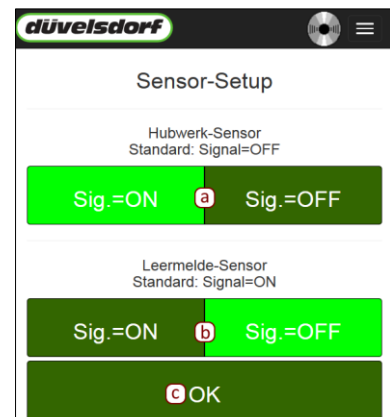 düvelsdorf
Sensor-Setup
Hubwerk-Sensor
Standard: Signal=OFF
Sig.=ON a Sig.=OFF
Leermelde-Sensor
Standard: Signal=ON
Sig.=ON b Sig.=OFF
c OK